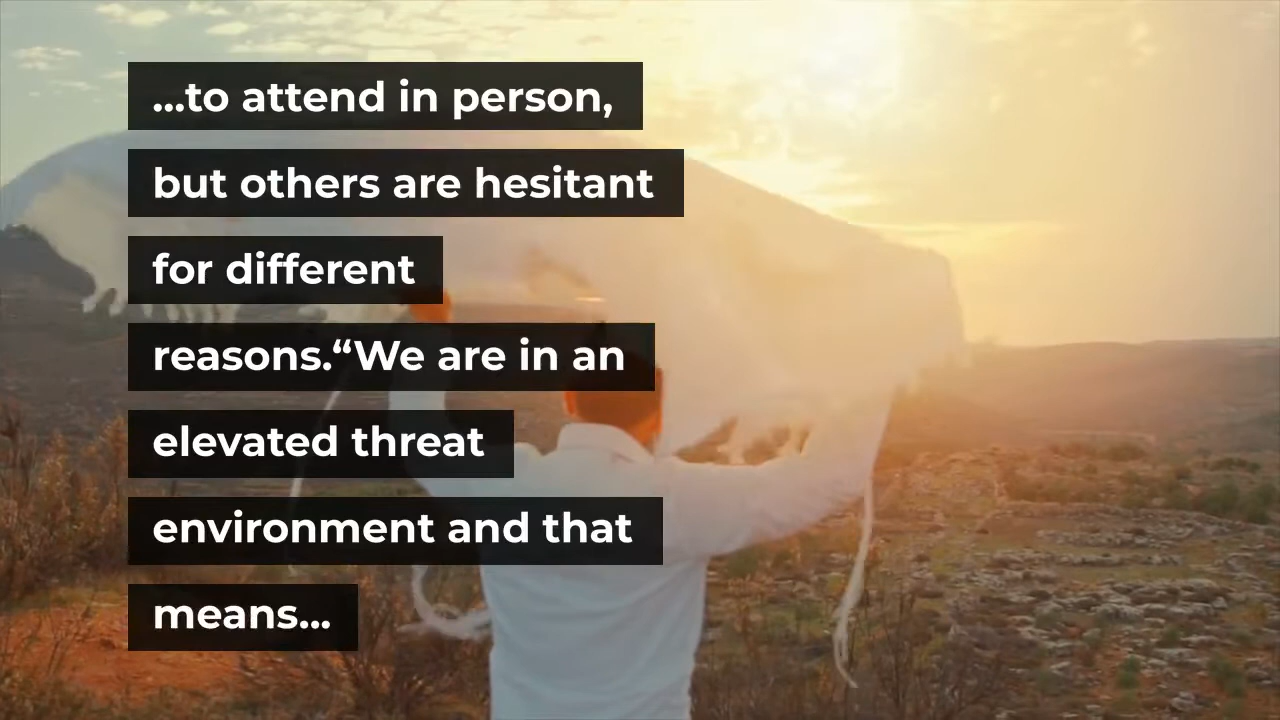 ...to attend in person,
but others are hesitant
for different
reasons.“We are in an
elevated threat
environment and that
means...